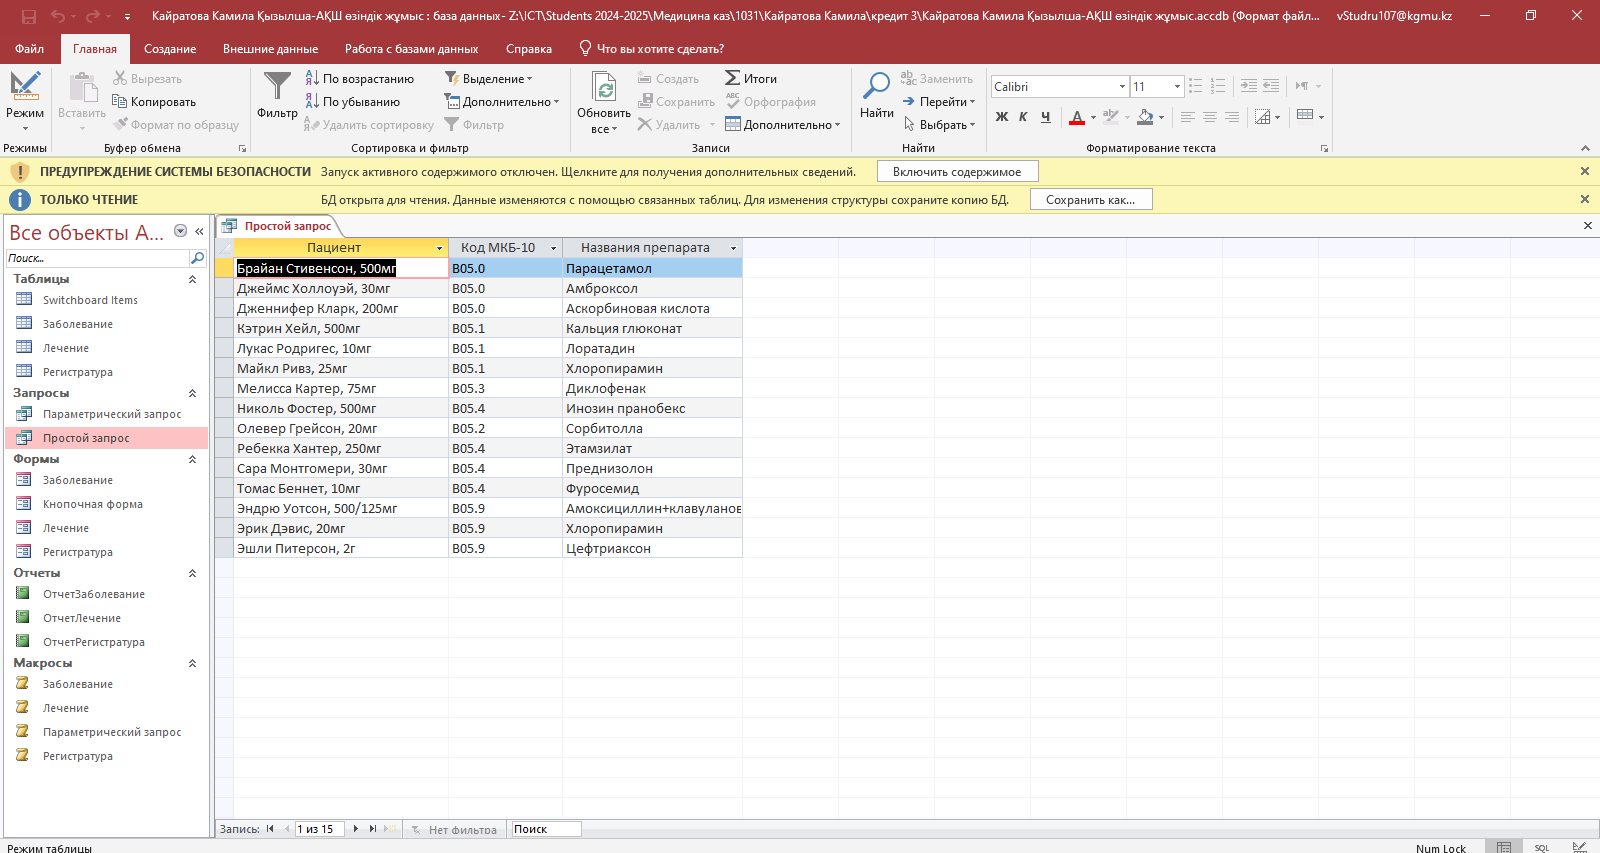 Кайратова Камила Қызылша-АҚШ өзіндік жұмыс : база данных- Z:\ICT\Students 2024-2025\Медицина каз\1031\Кайратова Камила\кредит 3\Кайратова Камила Қызылша-АҚШ өзіндік жұмыс.accdb (Формат файл... vStudru107@kgmu.kz
Файл Главная Создание Внешние данные Работа с базами данных Справка Что вы хотите сделать?
Режим
Режимы
Вставить
Вырезать
Копировать
Формат по образцу
Буфер обмена
Фильтр
По возрастанию
По убыванию
Удалить сортировку
Выделение
Дополнительно
Фильтр
Сортировка и фильтр
Обновить
все
Создать
Сохранить
Удалить
Итоги
Орфография
Дополнительно
Записи
Найти
Заменить
Перейти
Выбрать
Найти
Calibri 11
Ж К Ч А
Форматирование текста
ПРЕДУПРЕЖДЕНИЕ СИСТЕМЫ БЕЗОПАСНОСТИ Запуск активного содержимого отключен. Щелкните для получения дополнительных сведений. Включить содержимое
ТОЛЬКО ЧТЕНИЕ БД открыта для чтения. Данные изменяются с помощью связанных таблиц. Для изменения структуры сохраните копию БД. Сохранить как...
Все объекты A...
Поиск...
Таблицы
Switchboard Items
Заболевание
Лечение
Регистратура
Запросы
Параметрический запрос
Простой запрос
Формы
Заболевание
Кнопочная форма
Лечение
Регистратура
Отчеты
ОтчетЗаболевание
ОтчетЛечение
ОтчетРегистратура
Макросы
Заболевание
Лечение
Параметрический запрос
Регистратура
Простой запрос
Пациент Код МКБ-10 Названия препарата
Брайан Стивенсон, 500мг B05.0 Парацетамол
Джеймс Холлоуэй, 30мг B05.0 Амброксол
Дженнифер Кларк, 200мг B05.0 Аскорбиновая кислота
Кэтрин Хейл, 500мг B05.1 Кальция глюконат
Лукас Родригес, 10мг B05.1 Лоратадин
Майкл Ривз, 25мг B05.1 Хлоропирамин
Мелисса Картер, 75мг B05.3 Диклофенак
Николь Фостер, 500мг B05.4 Инозин пранобекс
Олевер Грейсон, 20мг B05.2 Сорбитолла
Ребекка Хантер, 250мг B05.4 Этамзилат
Сара Монтгомери, 30мг B05.4 Преднизолон
Томас Беннет, 10мг B05.4 Фуросемид
Эндрю Уотсон, 500/125мг B05.9 Амоксициллин+клавуланов
Эрик Дэвис, 20мг B05.9 Хлоропирамин
Эшли Питерсон, 2г B05.9 Цефтриаксон
Запись: 1 из 15 Нет фильтра Поиск
Режим таблицы Num Lock SQL